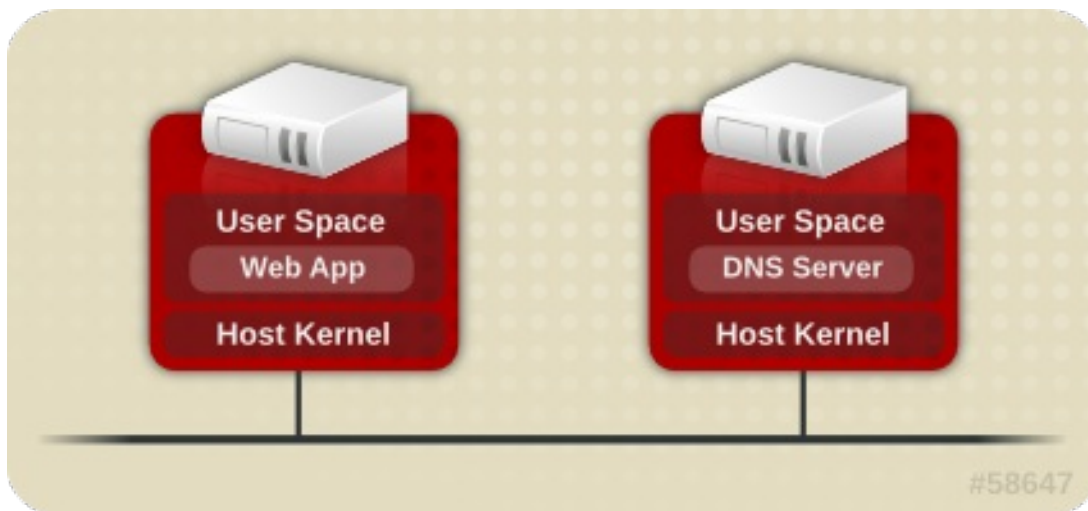 User Space
Web App
Host Kernel
User Space
DNS Server
Host Kernel
#58647